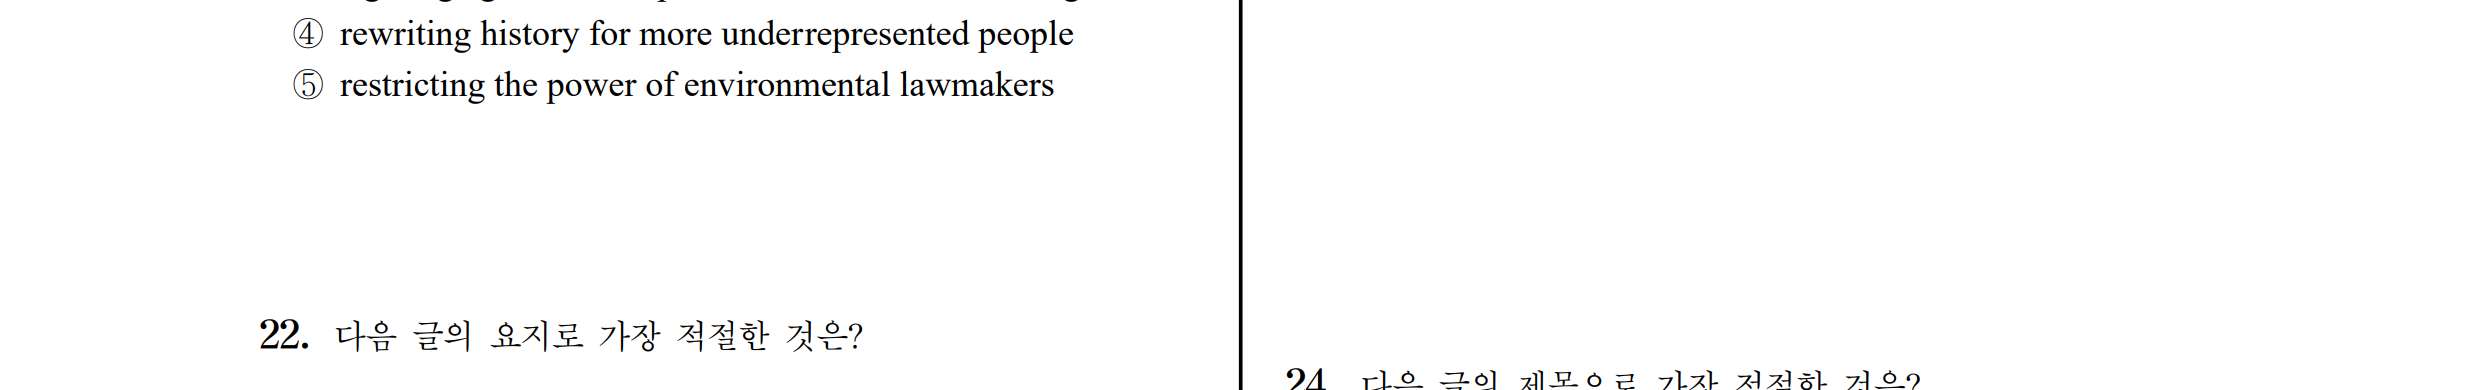 ④ rewriting history for more underrepresented people
⑤ restricting the power of environmental lawmakers
22. 다음 글의 요지로 가장 적절한 것은?
24. 다음 글의 제목으로 가장 적절한 것은?